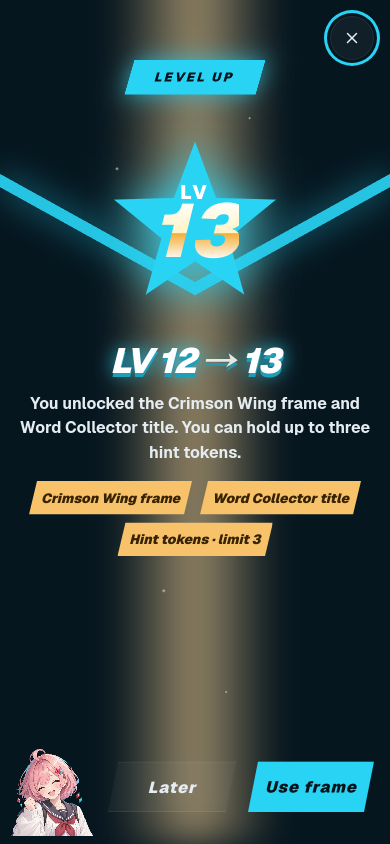 LEVEL UP
LV
13
LV 12 → 13
You unlocked the Crimson Wing frame and
Word Collector title. You can hold up to three
hint tokens.
Crimson Wing frame
Word Collector title
Hint tokens · limit 3
Later
Use frame